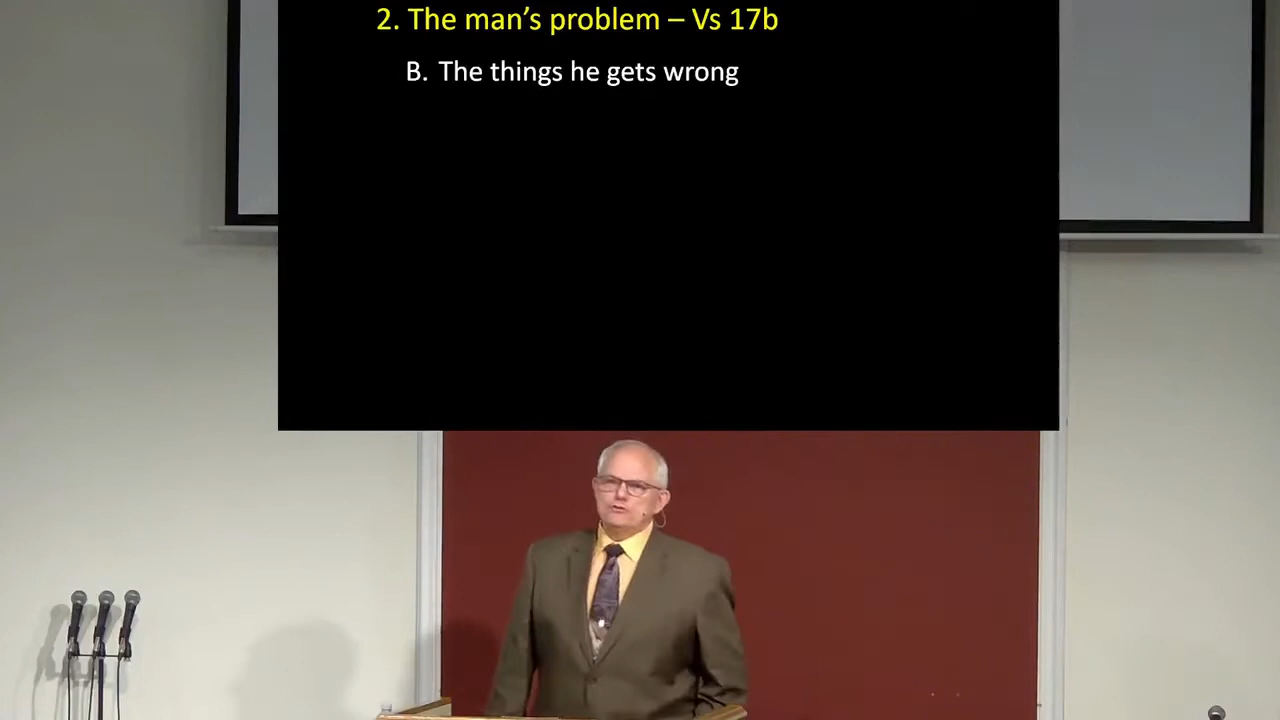 2. The man’s problem – Vs 17b
B. The things he gets wrong